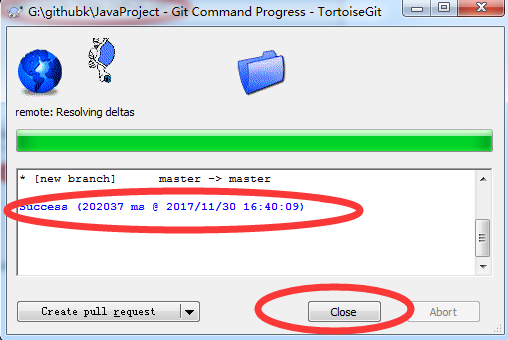 G:\githubk\JavaProject - Git Command Progress - TortoiseGit
remote: Resolving deltas
* [new branch]      master -> master
Success (202037 ms @ 2017/11/30 16:40:09)
Create pull request
Close
Abort